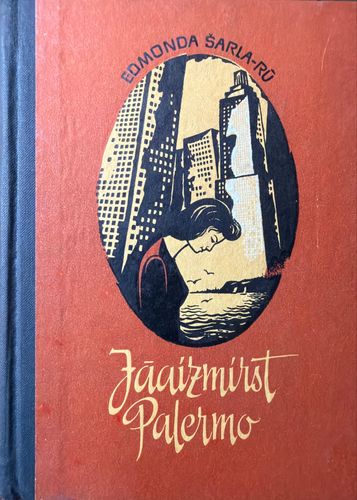 EDMONDA ŠARLA-RŪ
Jāaizmirst
Palermo